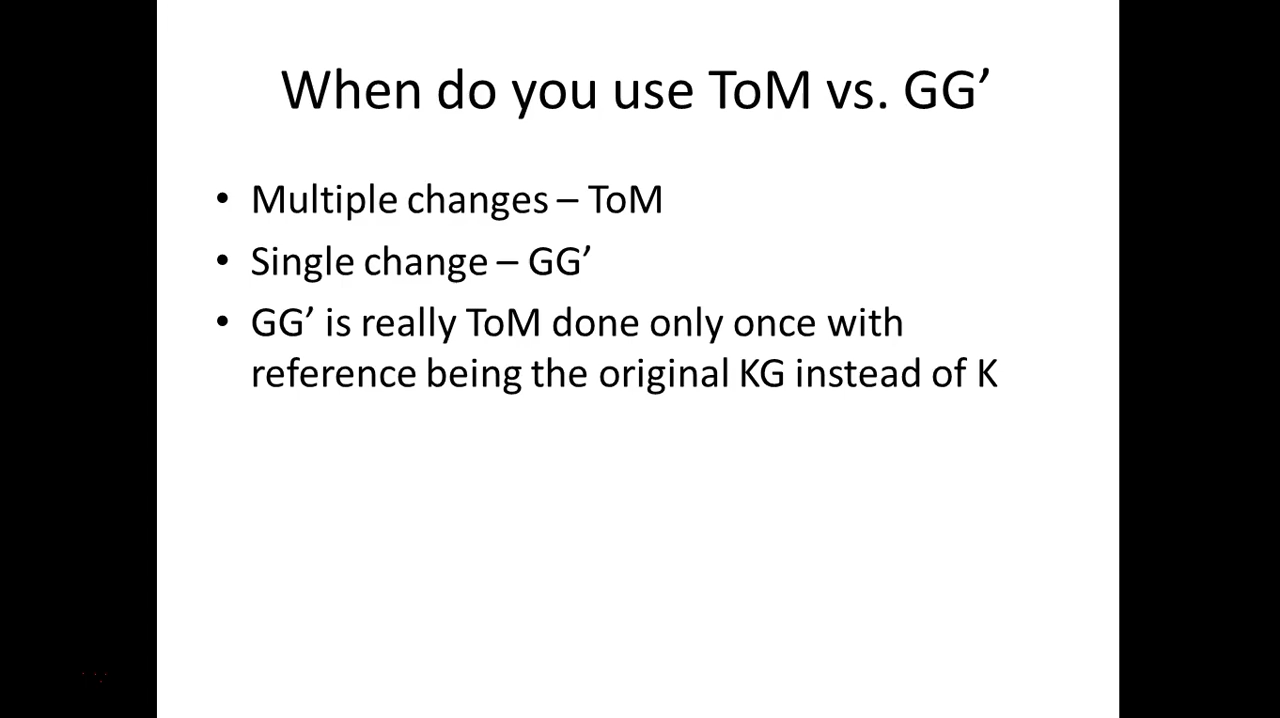 When do you use ToM vs. GG’
• Multiple changes – ToM
• Single change – GG’
• GG’ is really ToM done only once with
reference being the original KG instead of K